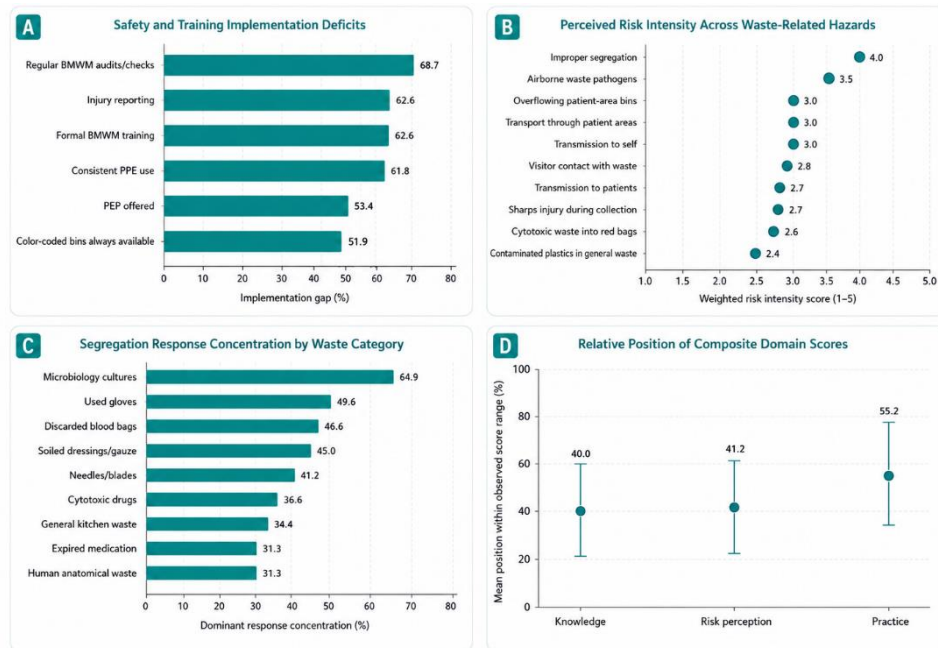 A Safety and Training Implementation Deficits
Regular BMWM audits/checks 68.7
Injury reporting 62.6
Formal BMWM training 62.6
Consistent PPE use 61.8
PEP offered 53.4
Color-coded bins always available 51.9
0 10 20 30 40 50 60 70 80
Implementation gap (%)
B Perceived Risk Intensity Across Waste-Related Hazards
Improper segregation 4.0
Airborne waste pathogens 3.5
Overflowing patient-area bins 3.0
Transport through patient areas 3.0
Transmission to self 3.0
Visitor contact with waste 2.8
Transmission to patients 2.7
Sharps injury during collection 2.7
Cytotoxic waste into red bags 2.6
Contaminated plastics in general waste 2.4
1.0 1.5 2.0 2.5 3.0 3.5 4.0 4.5 5.0
Weighted risk intensity score (1–5)
C Segregation Response Concentration by Waste Category
Microbiology cultures 64.9
Used gloves 49.6
Discarded blood bags 46.6
Soiled dressings/gauze 45.0
Needles/blades 41.2
Cytotoxic drugs 36.6
General kitchen waste 34.4
Expired medication 31.3
Human anatomical waste 31.3
0 10 20 30 40 50 60 70 80
Dominant response concentration (%)
D Relative Position of Composite Domain Scores
Mean position within observed score range (%)
100
80
60
40
20
0
40.0
41.2
55.2
Knowledge Risk perception Practice